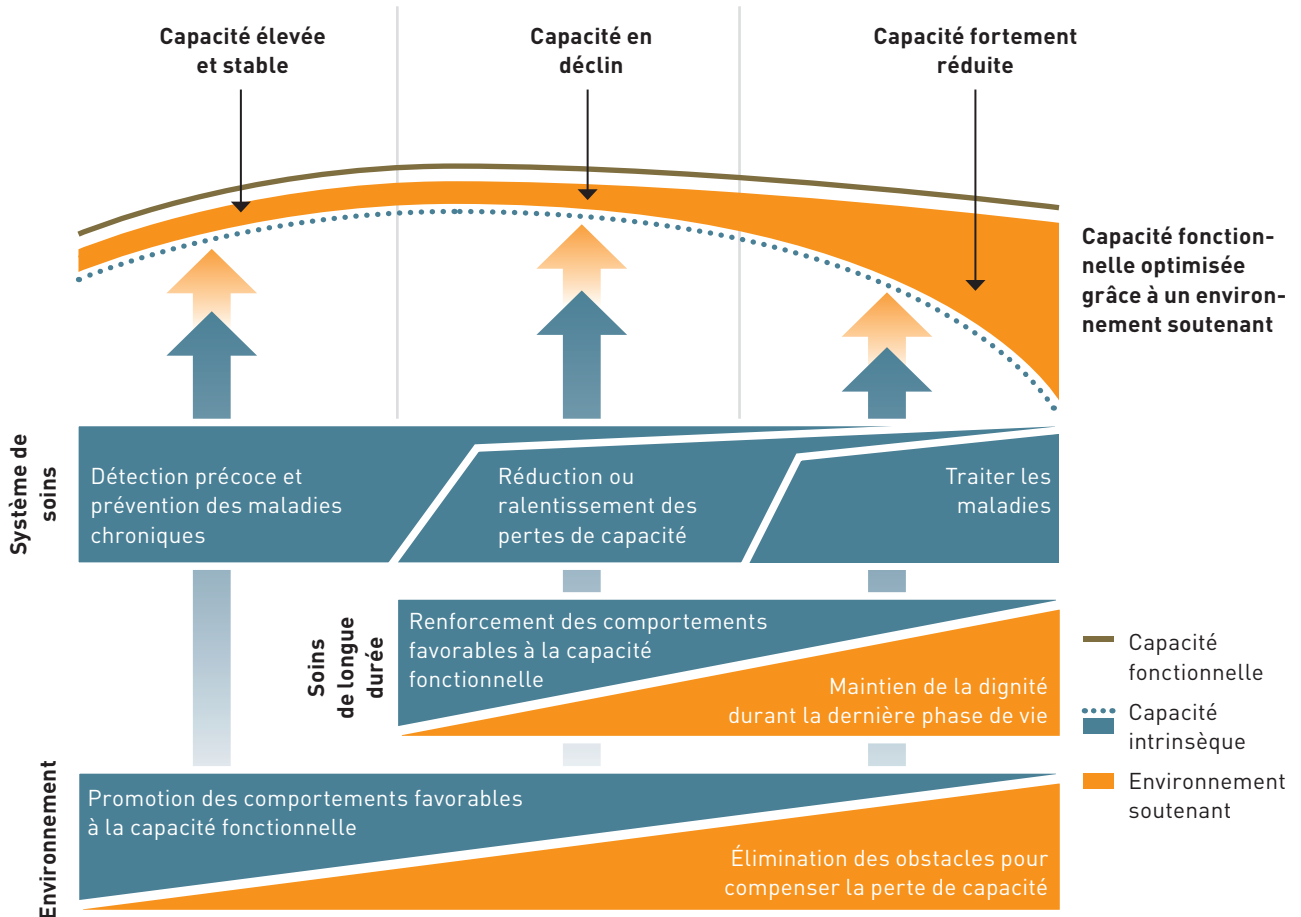 Capacité élevée
et stable
Capacité en
déclin
Capacité fortement
réduite
Capacité fonction-
nelle optimisée
grâce à un environ-
nement soutenant
Système de
soins
Détection précoce et
prévention des maladies
chroniques
Réduction ou
ralentissement des
pertes de capacité
Traiter les
maladies
Soins
de longue
durée
Renforcement des comportements
favorables à la capacité
fonctionnelle
Maintien de la dignité
durant la dernière phase de vie
Capacité
fonctionnelle
Capacité
intrinsèque
Environnement
soutenant
Environnement
Promotion des comportements favorables
à la capacité fonctionnelle
Élimination des obstacles pour
compenser la perte de capacité